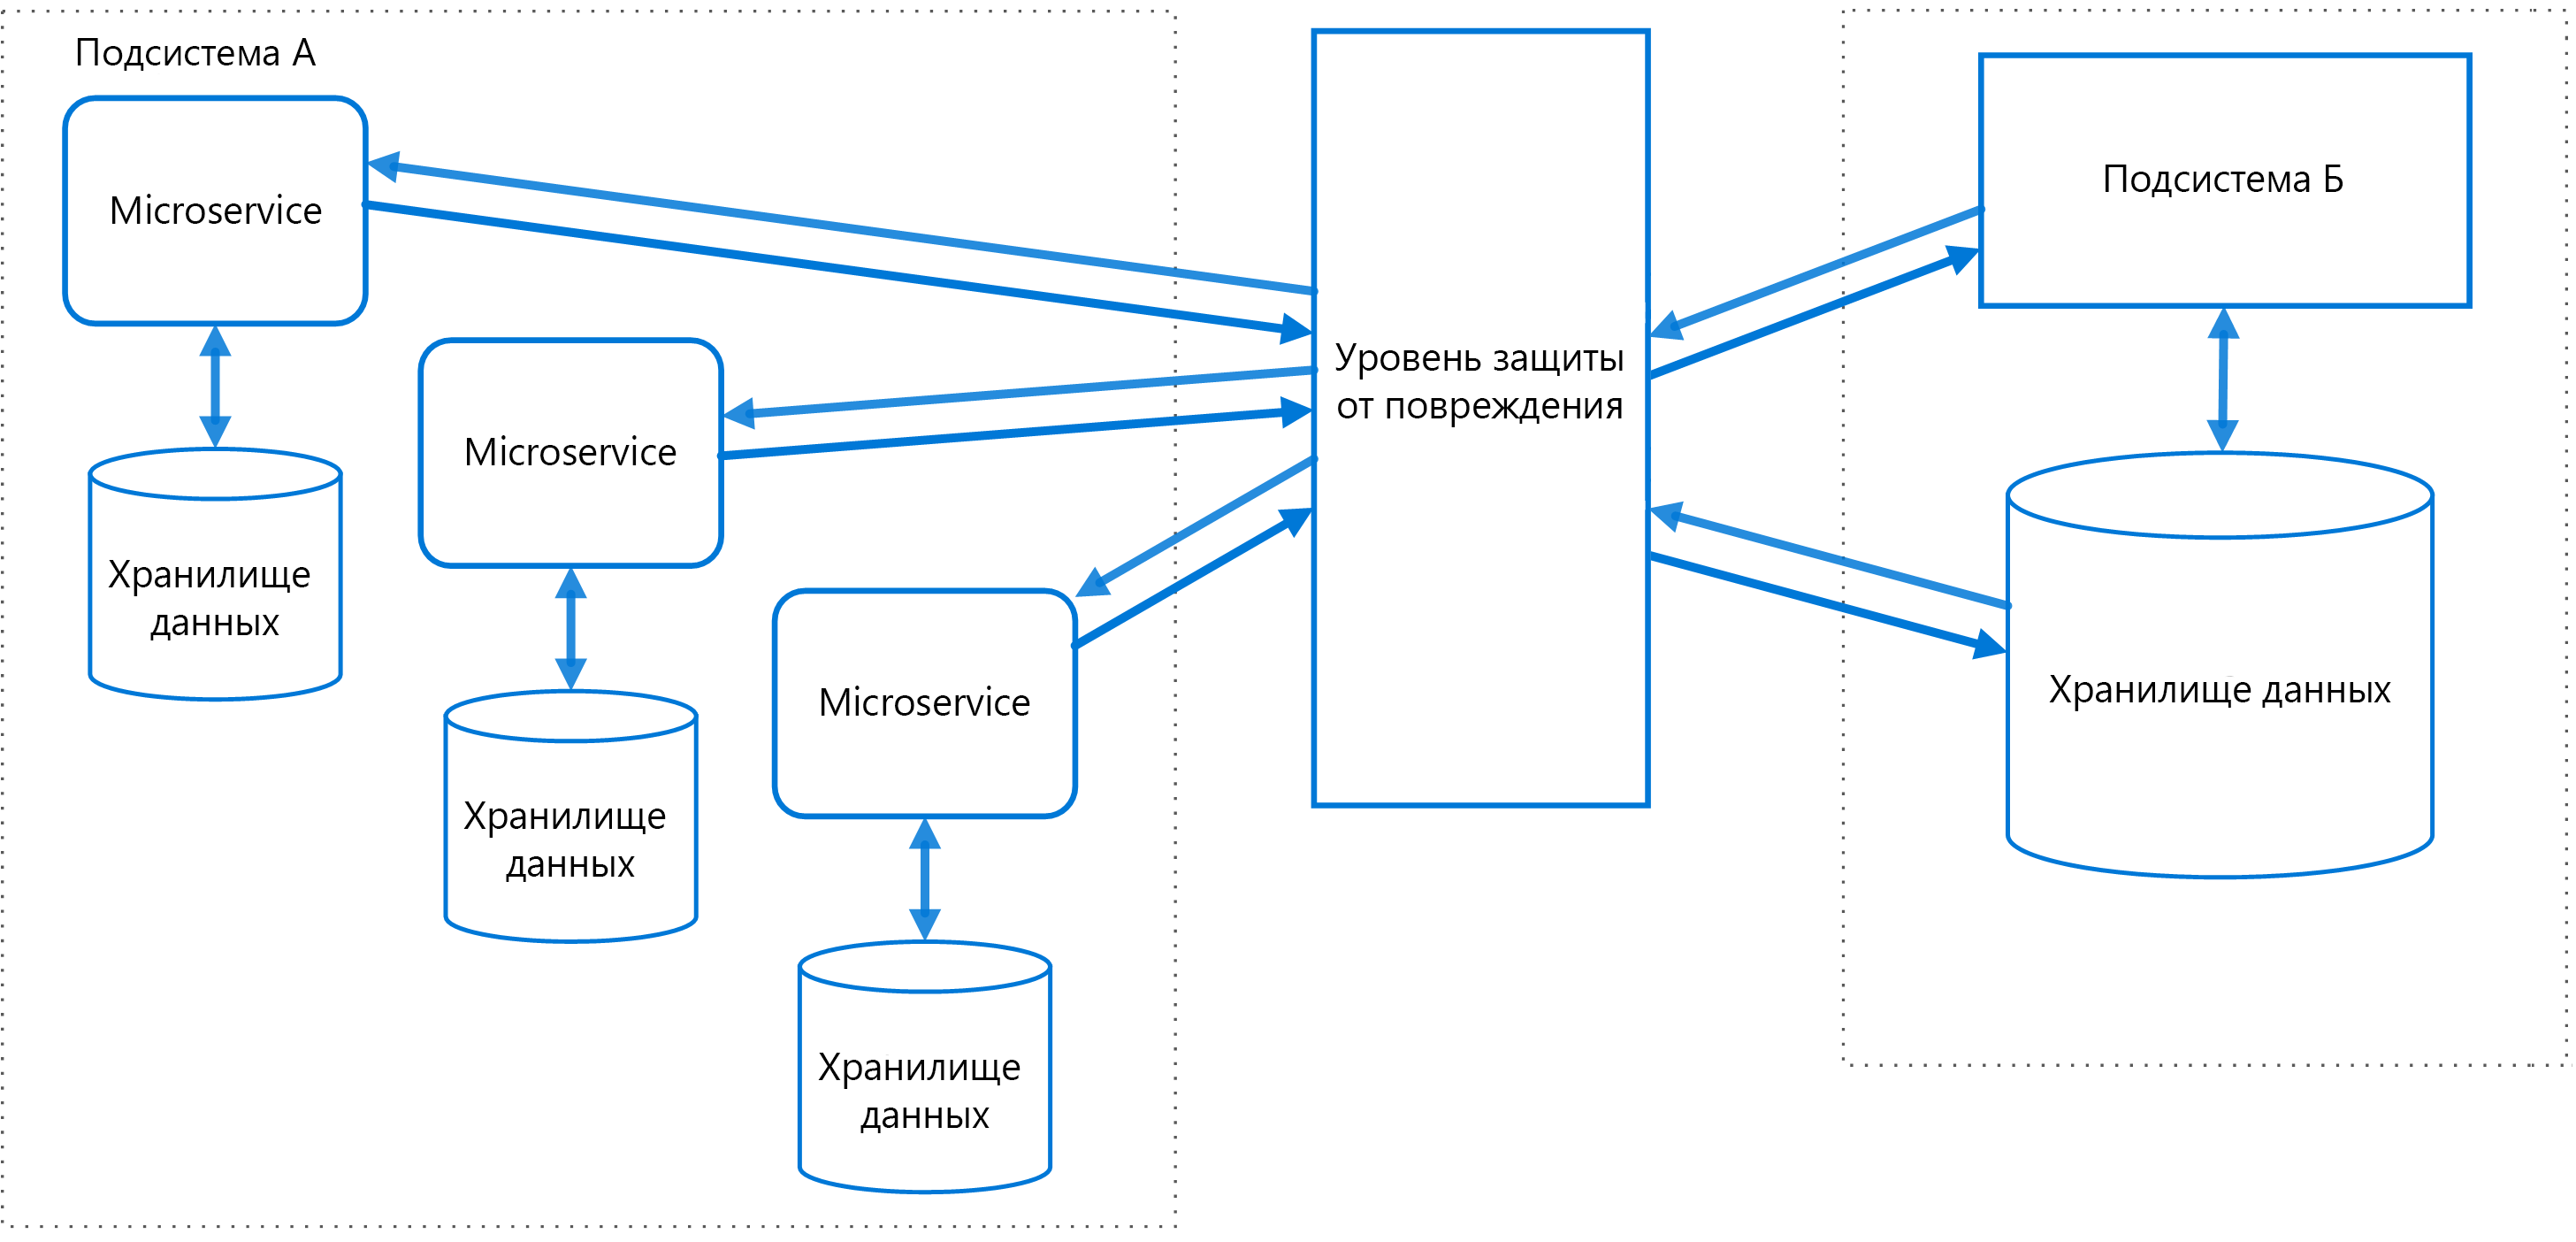 Подсистема А
Microservice
Хранилище
данных
Microservice
Хранилище
данных
Microservice
Хранилище
данных
Уровень защиты
от повреждения
Подсистема Б
Хранилище данных